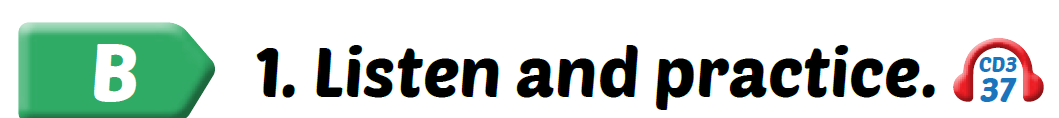 B 1. Listen and practice. CD3
37